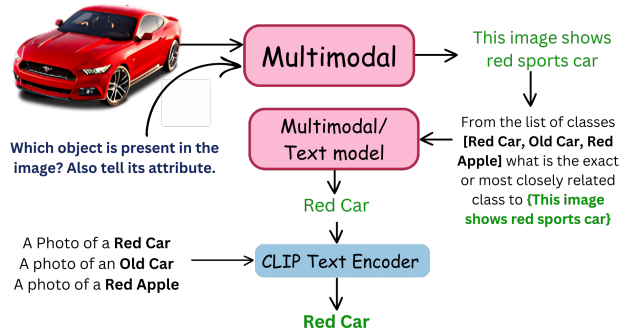 Multimodal
This image shows
red sports car
Which object is present in the
image? Also tell its attribute.
From the list of classes
[Red Car, Old Car, Red
Apple] what is the exact
or most closely related
class to {This image
shows red sports car}
Multimodal/
Text model
Red Car
A Photo of a Red Car
A photo of an Old Car
A photo of a Red Apple
CLIP Text Encoder
Red Car